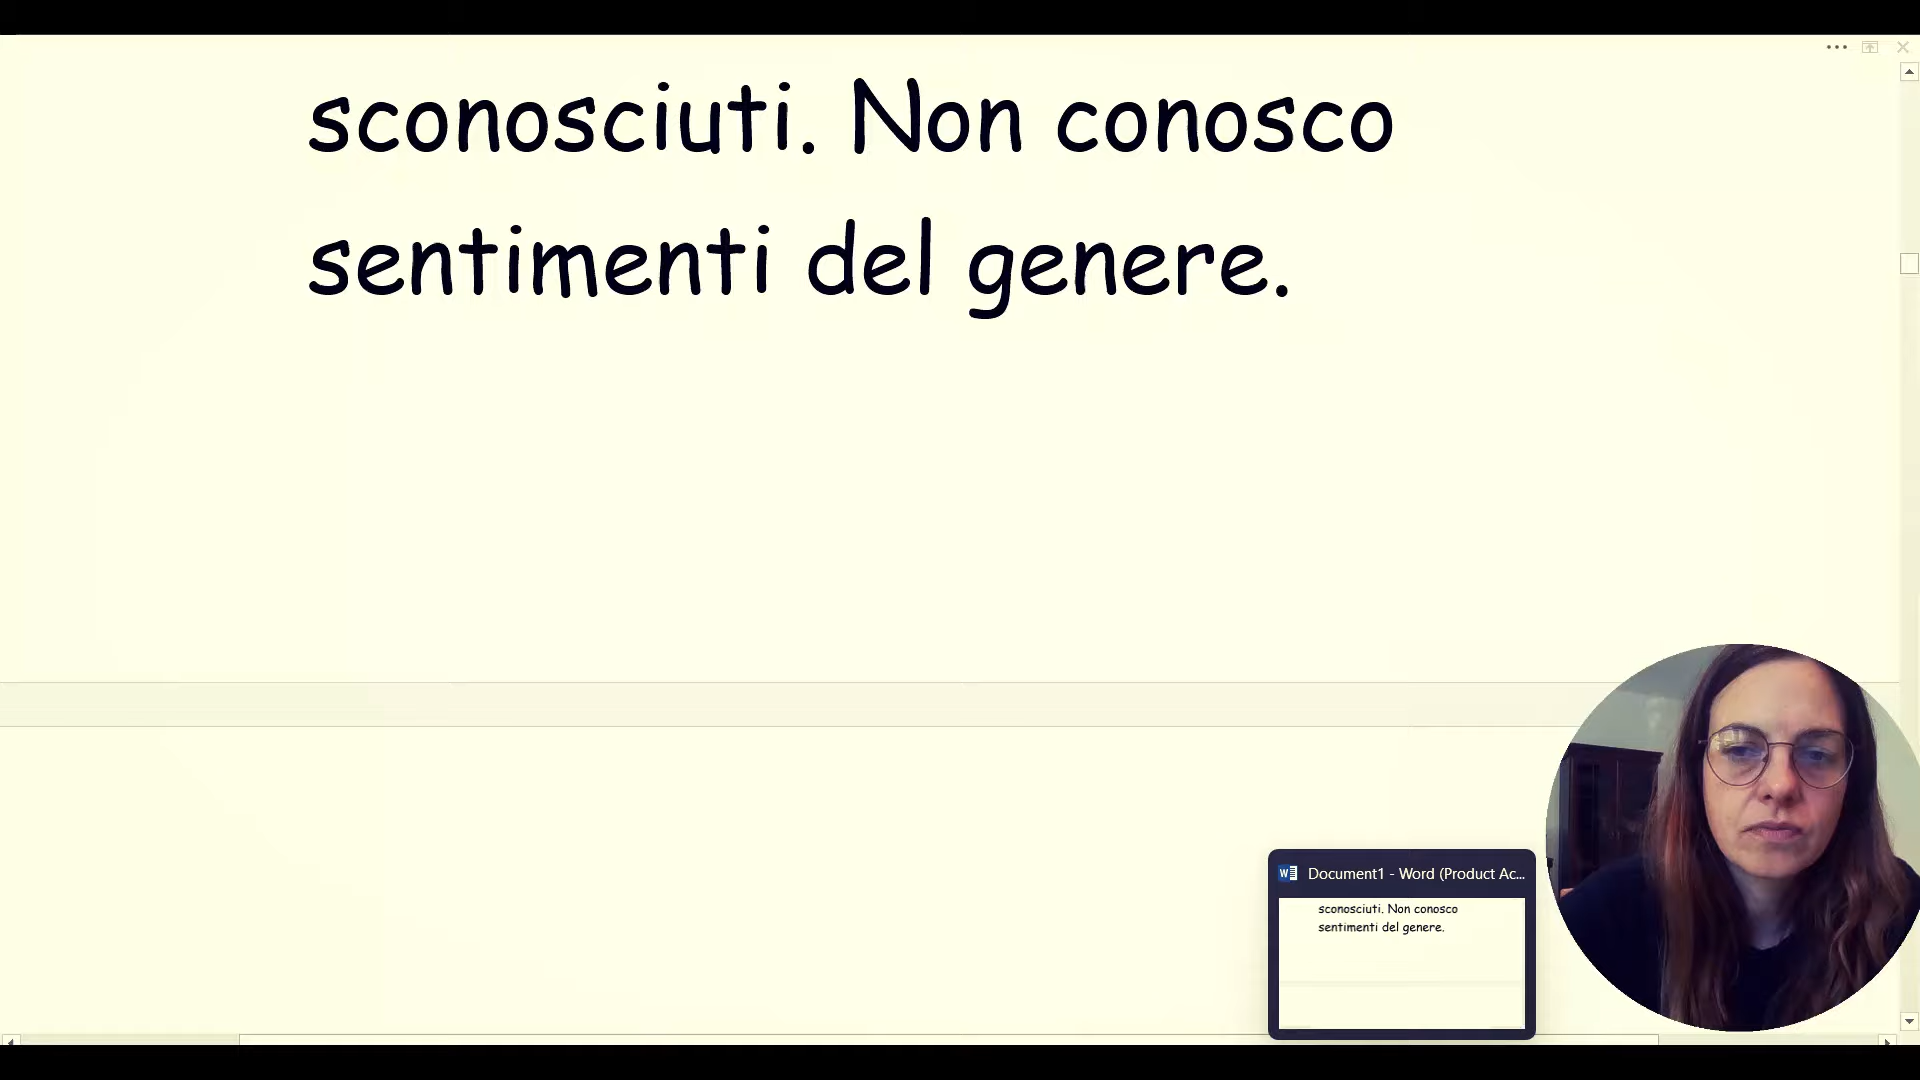 sconosciuti. Non conosco
sentimenti del genere.
Document1 - Word (Product Ac...
sconosciuti. Non conosco
sentimenti del genere.